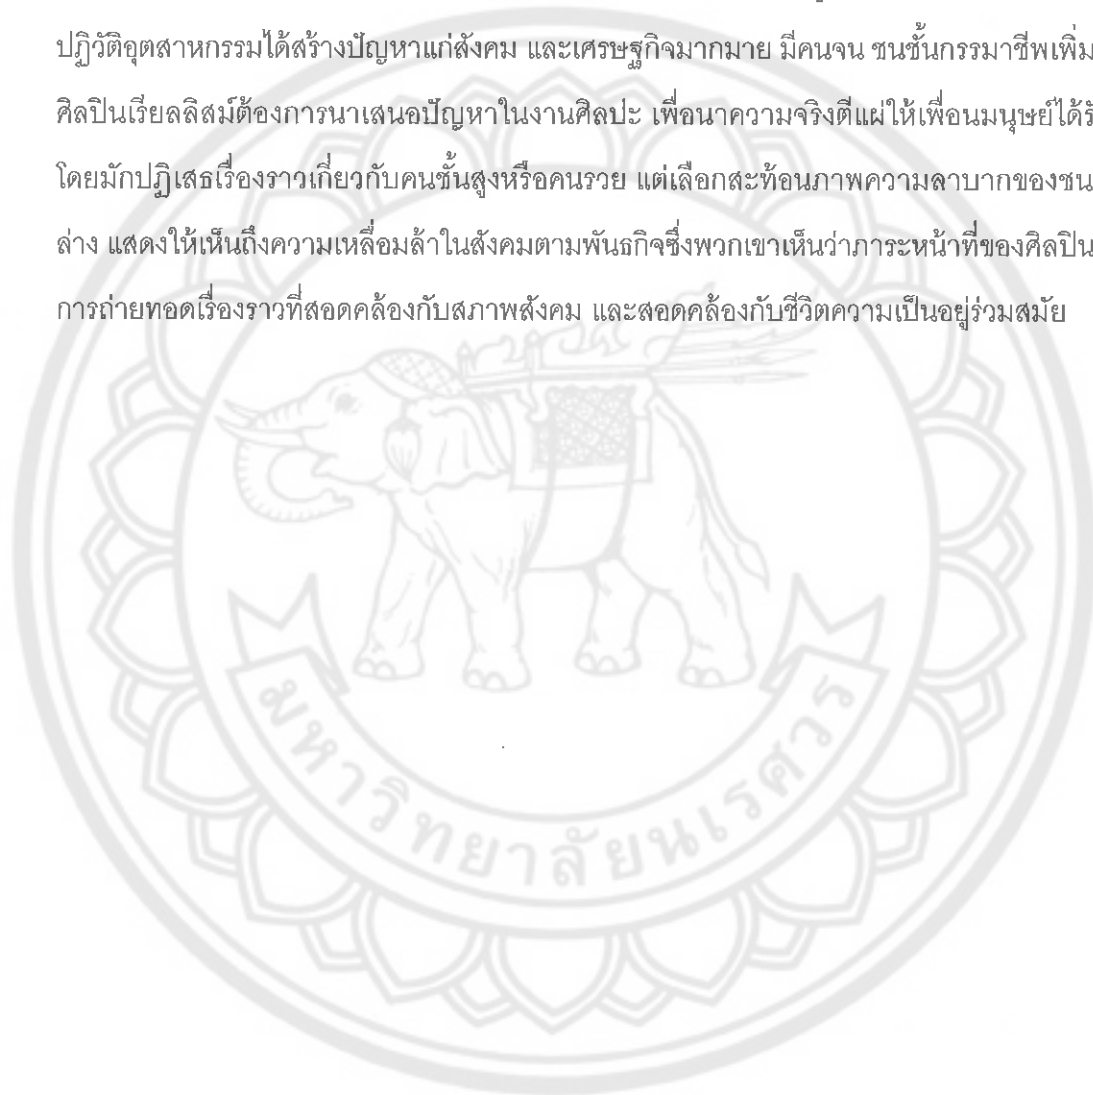 ปฏิวัติอุตสาหกรรมได้สร้างปัญหาแก่สังคม และเศรษฐกิจมากมาย มีคนจน ชนชั้นกรรมาชีพเพิ่ม
ศิลปินเรียลลิสม์ต้องการนาเสนอปัญหาในงานศิลปะ เพื่อนาความจริงตีแผ่ให้เพื่อนมนุษย์ได้
โดยมักปฏิเสธเรื่องราวเกี่ยวกับคนชั้นสูงหรือคนรวย แต่เลือกสะท้อนภาพความลาบากของชน
ล่าง แสดงให้เห็นถึงความเหลื่อมล้าในสังคมตามพันธกิจซึ่งพวกเขาเห็นว่าภาระหน้าที่ของศิลปิน
การถ่ายทอดเรื่องราวที่สอดคล้องกับสภาพสังคม และสอดคล้องกับชีวิตความเป็นอยู่ร่วมสมัย
มหาวิทยาลัยนเรศวร